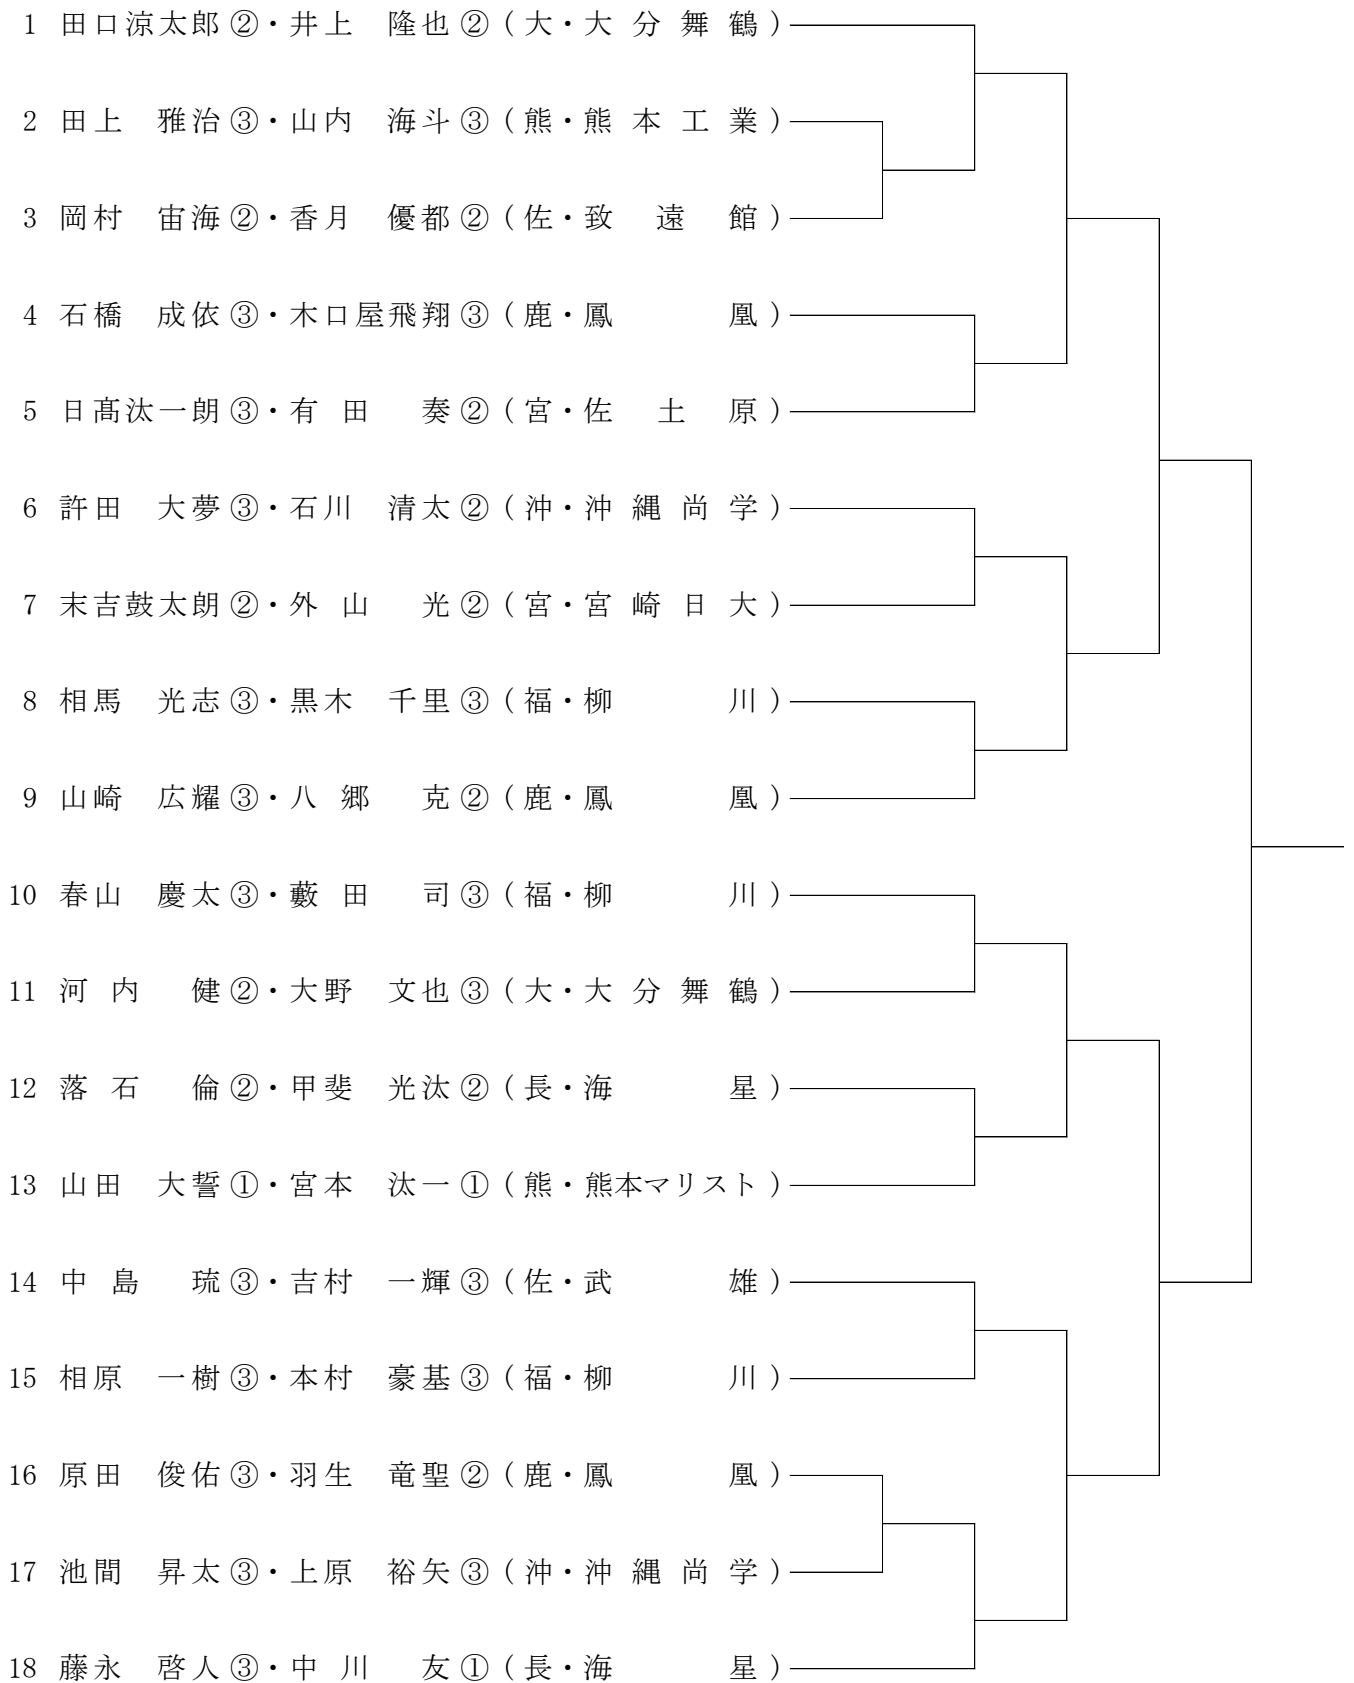 1 田口涼太郎②・井上 隆也②(大・大分舞鶴)
2 田上 雅治③・山内 海斗③(熊・熊本工業)
3 岡村 宙海②・香月 優都②(佐・致遠館)
4 石橋 成依③・木口屋飛翔③(鹿・鳳凰)
5 日髙汰一朗③・有田 奏②(宮・佐土原)
6 許田 大夢③・石川 清太②(沖・沖縄尚学)
7 末吉鼓太朗②・外山 光②(宮・宮崎日大)
8 相馬 光志③・黒木 千里③(福・柳川)
9 山崎 広耀③・八郷 克②(鹿・鳳凰)
10 春山 慶太③・藪田 司③(福・柳川)
11 河内 健②・大野 文也③(大・大分舞鶴)
12 落石 倫②・甲斐 光汰②(長・海星)
13 山田 大誓①・宮本 汰一①(熊・熊本マリスト)
14 中島 琉③・吉村 一輝③(佐・武雄)
15 相原 一樹③・本村 豪基③(福・柳川)
16 原田 俊佑③・羽生 竜聖②(鹿・鳳凰)
17 池間 昇太③・上原 裕矢③(沖・沖縄尚学)
18 藤永 啓人③・中川 友①(長・海星)